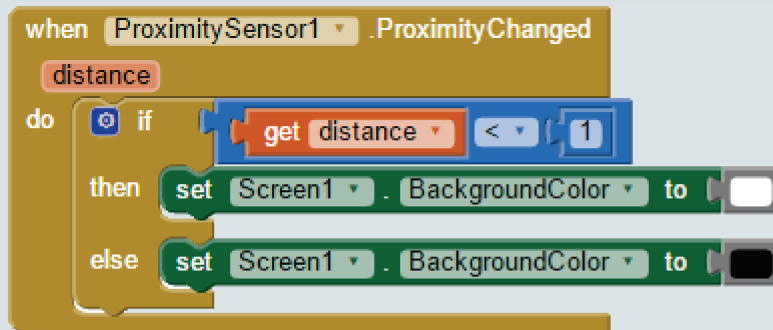 when ProximitySensor1 .ProximityChanged
distance
do if get distance < 1
then set Screen1 . BackgroundColor to
else set Screen1 . BackgroundColor to